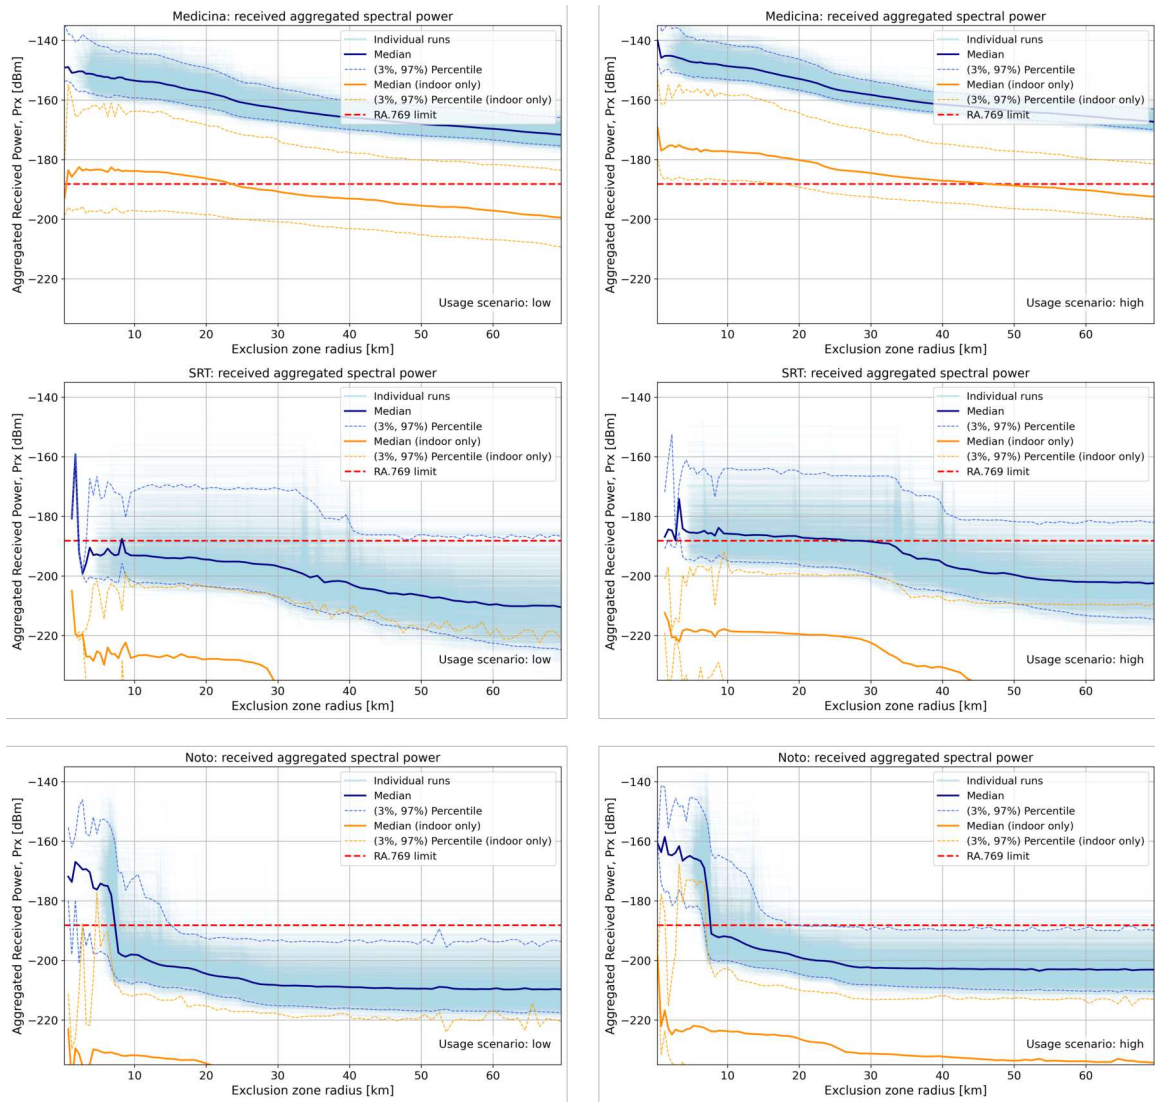 Medicina: received aggregated spectral power
Aggregated Received Power, Prx [dBm]
−140
−160
−180
−200
−220
Individual runs
Median
(3%, 97%) Percentile
Median (indoor only)
(3%, 97%) Percentile (indoor only)
RA.769 limit
Usage scenario: low
10 20 30 40 50 60
Exclusion zone radius [km]
Medicina: received aggregated spectral power
Aggregated Received Power, Prx [dBm]
−140
−160
−180
−200
−220
Individual runs
Median
(3%, 97%) Percentile
Median (indoor only)
(3%, 97%) Percentile (indoor only)
RA.769 limit
Usage scenario: high
10 20 30 40 50 60
Exclusion zone radius [km]
SRT: received aggregated spectral power
Aggregated Received Power, Prx [dBm]
−140
−160
−180
−200
−220
Individual runs
Median
(3%, 97%) Percentile
Median (indoor only)
(3%, 97%) Percentile (indoor only)
RA.769 limit
Usage scenario: low
10 20 30 40 50 60
Exclusion zone radius [km]
SRT: received aggregated spectral power
Aggregated Received Power, Prx [dBm]
−140
−160
−180
−200
−220
Individual runs
Median
(3%, 97%) Percentile
Median (indoor only)
(3%, 97%) Percentile (indoor only)
RA.769 limit
Usage scenario: high
10 20 30 40 50 60
Exclusion zone radius [km]
Noto: received aggregated spectral power
Aggregated Received Power, Prx [dBm]
−140
−160
−180
−200
−220
Individual runs
Median
(3%, 97%) Percentile
Median (indoor only)
(3%, 97%) Percentile (indoor only)
RA.769 limit
Usage scenario: low
10 20 30 40 50 60
Exclusion zone radius [km]
Noto: received aggregated spectral power
Aggregated Received Power, Prx [dBm]
−140
−160
−180
−200
−220
Individual runs
Median
(3%, 97%) Percentile
Median (indoor only)
(3%, 97%) Percentile (indoor only)
RA.769 limit
Usage scenario: high
10 20 30 40 50 60
Exclusion zone radius [km]